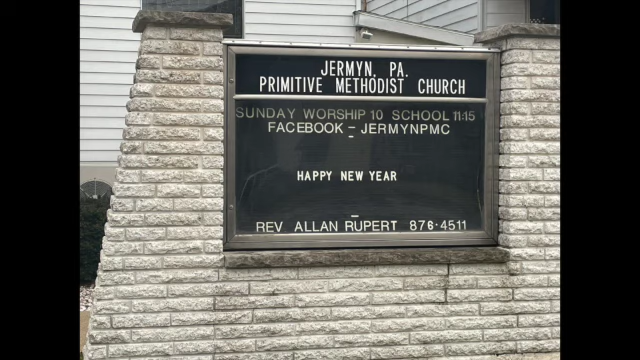 JERMYN, PA.
PRIMITIVE METHODIST CHURCH
SUNDAY WORSHIP 10 SCHOOL 11:15
FACEBOOK - JERMYNPMC
HAPPY NEW YEAR
REV ALLAN RUPERT 876-4511